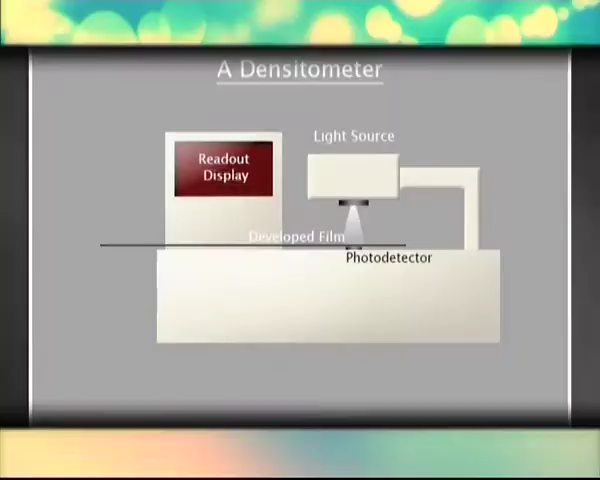 A Densitometer
Light Source
Readout
Display
Developed Film
Photodetector